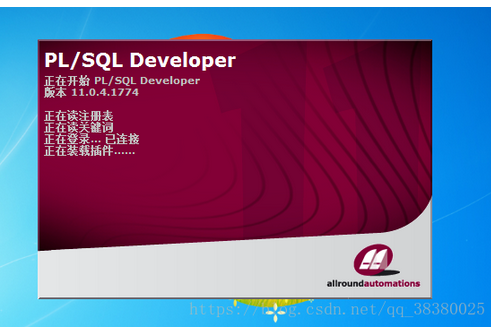 PL/SQL Developer
正在开始 PL/SQL Developer
版本 11.0.4.1774
正在读注册表
正在读关键词
正在登录... 已连接
正在装载插件......
allroundautomations
https://blog.csdn.net/qq_38380025